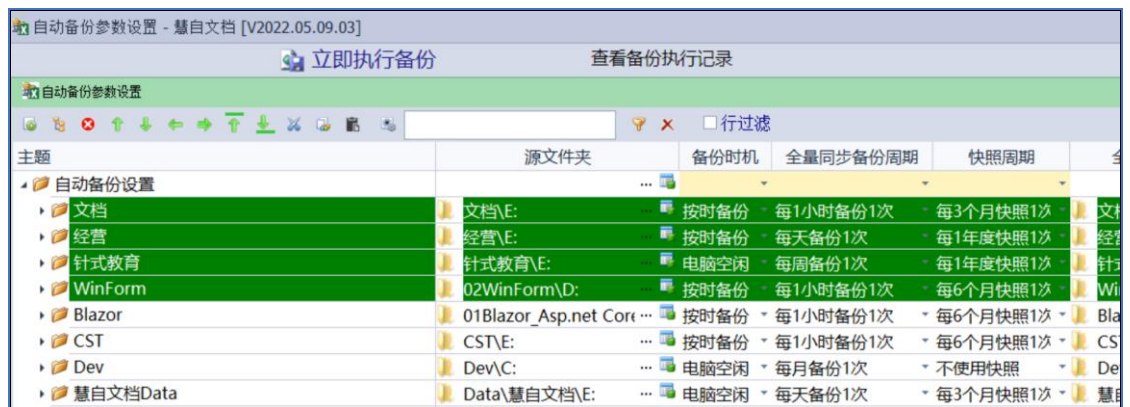 自动备份参数设置 - 慧自文档 [V2022.05.09.03]
立即执行备份 查看备份执行记录
自动备份参数设置
行过滤
主题 源文件夹 备份时机 全量同步备份周期 快照周期
自动备份设置 ...
文档 文档\E: ... 按时备份 每1小时备份1次 每3个月快照1次 文档
经营 经营\E: ... 按时备份 每天备份1次 每1年度快照1次 经营
针式教育 针式教育\E: ... 电脑空闲 每周备份1次 每1年度快照1次 针式
WinForm 02WinForm\D: ... 按时备份 每1小时备份1次 每6个月快照1次 Wi
Blazor 01Blazor_Asp.net Core... 按时备份 每1小时备份1次 每6个月快照1次 Bla
CST CST\E: ... 按时备份 每1小时备份1次 每6个月快照1次 CS
Dev Dev\C: ... 电脑空闲 每月备份1次 不使用快照 De
慧自文档Data Data\慧自文档\E: ... 电脑空闲 每天备份1次 每3个月快照1次 慧自